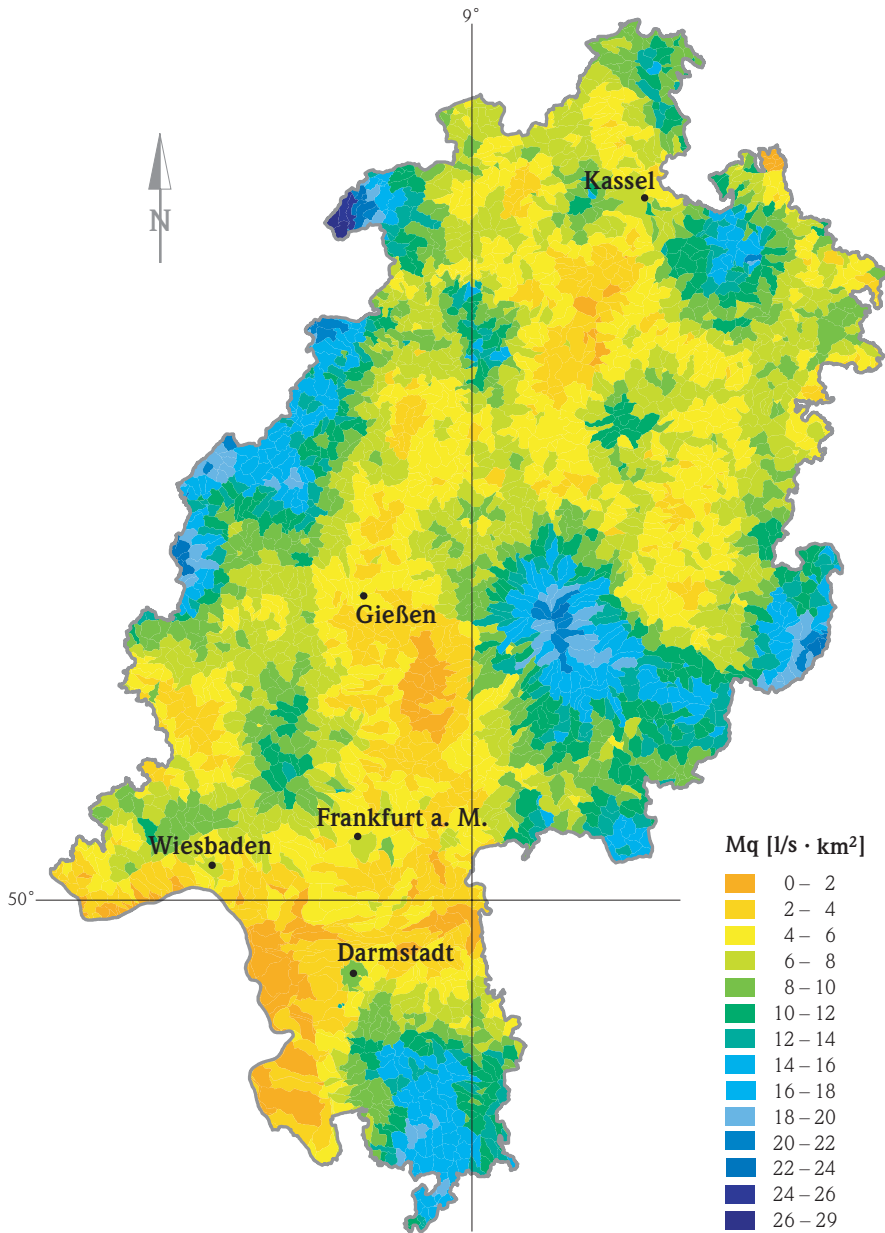 9°
N
Kassel
Gießen
Frankfurt a. M.
Wiesbaden
50°
Darmstadt
Mq [l/s · km²]
0 – 2
2 – 4
4 – 6
6 – 8
8 – 10
10 – 12
12 – 14
14 – 16
16 – 18
18 – 20
20 – 22
22 – 24
24 – 26
26 – 29